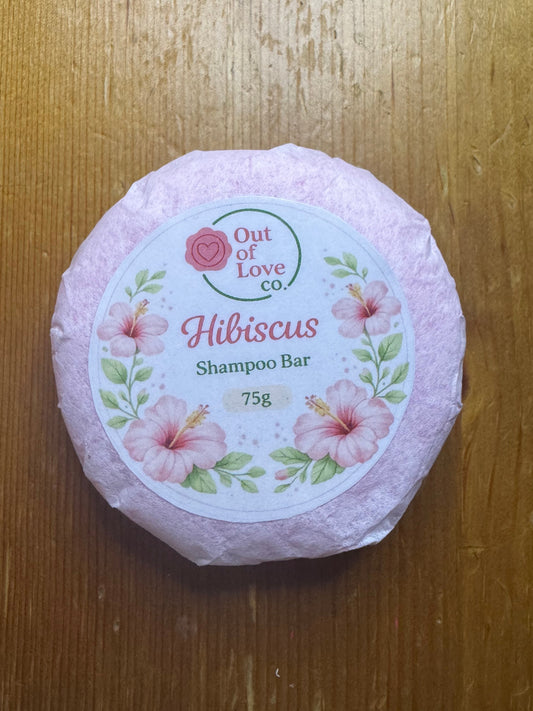 Out
of
Love
co.
Hibiscus
Shampoo Bar
75g